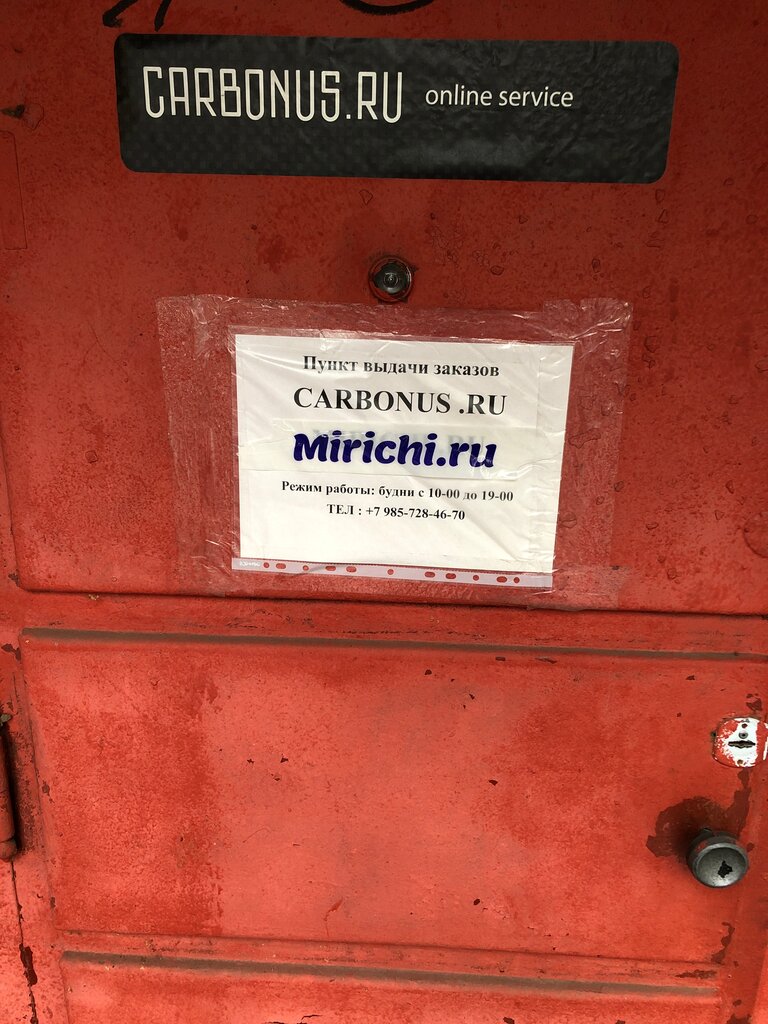 CARBONUS.RU online service
Пункт выдачи заказов
CARBONUS .RU
Mirichi.ru
Режим работы: будни с 10-00 до 19-00
ТЕЛ : +7 985-728-46-70